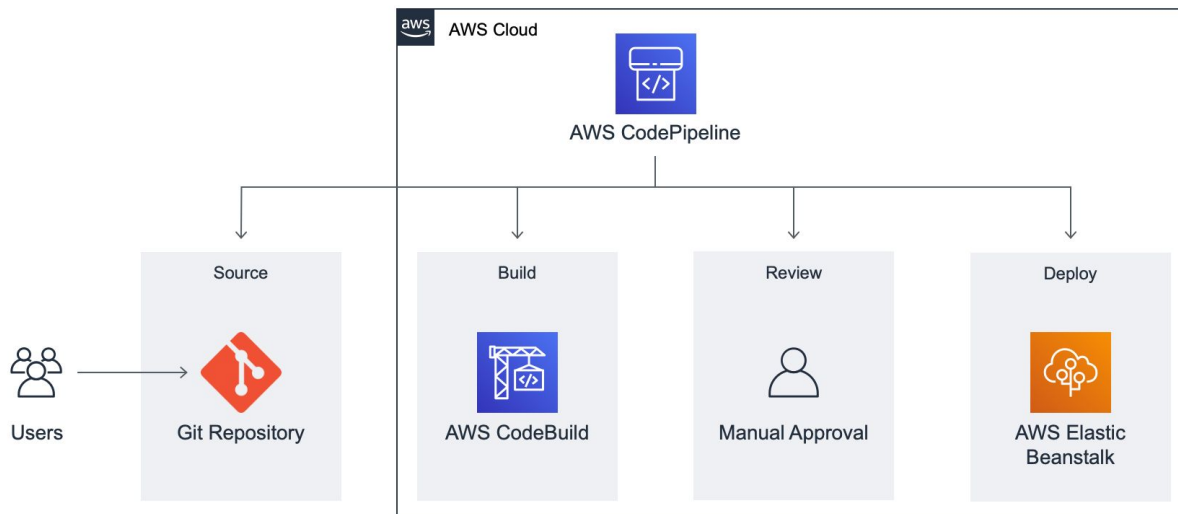 aws
AWS Cloud
</>
AWS CodePipeline
Source
Build
Review
Deploy
</>
Users
Git Repository
AWS CodeBuild
Manual Approval
AWS Elastic
Beanstalk